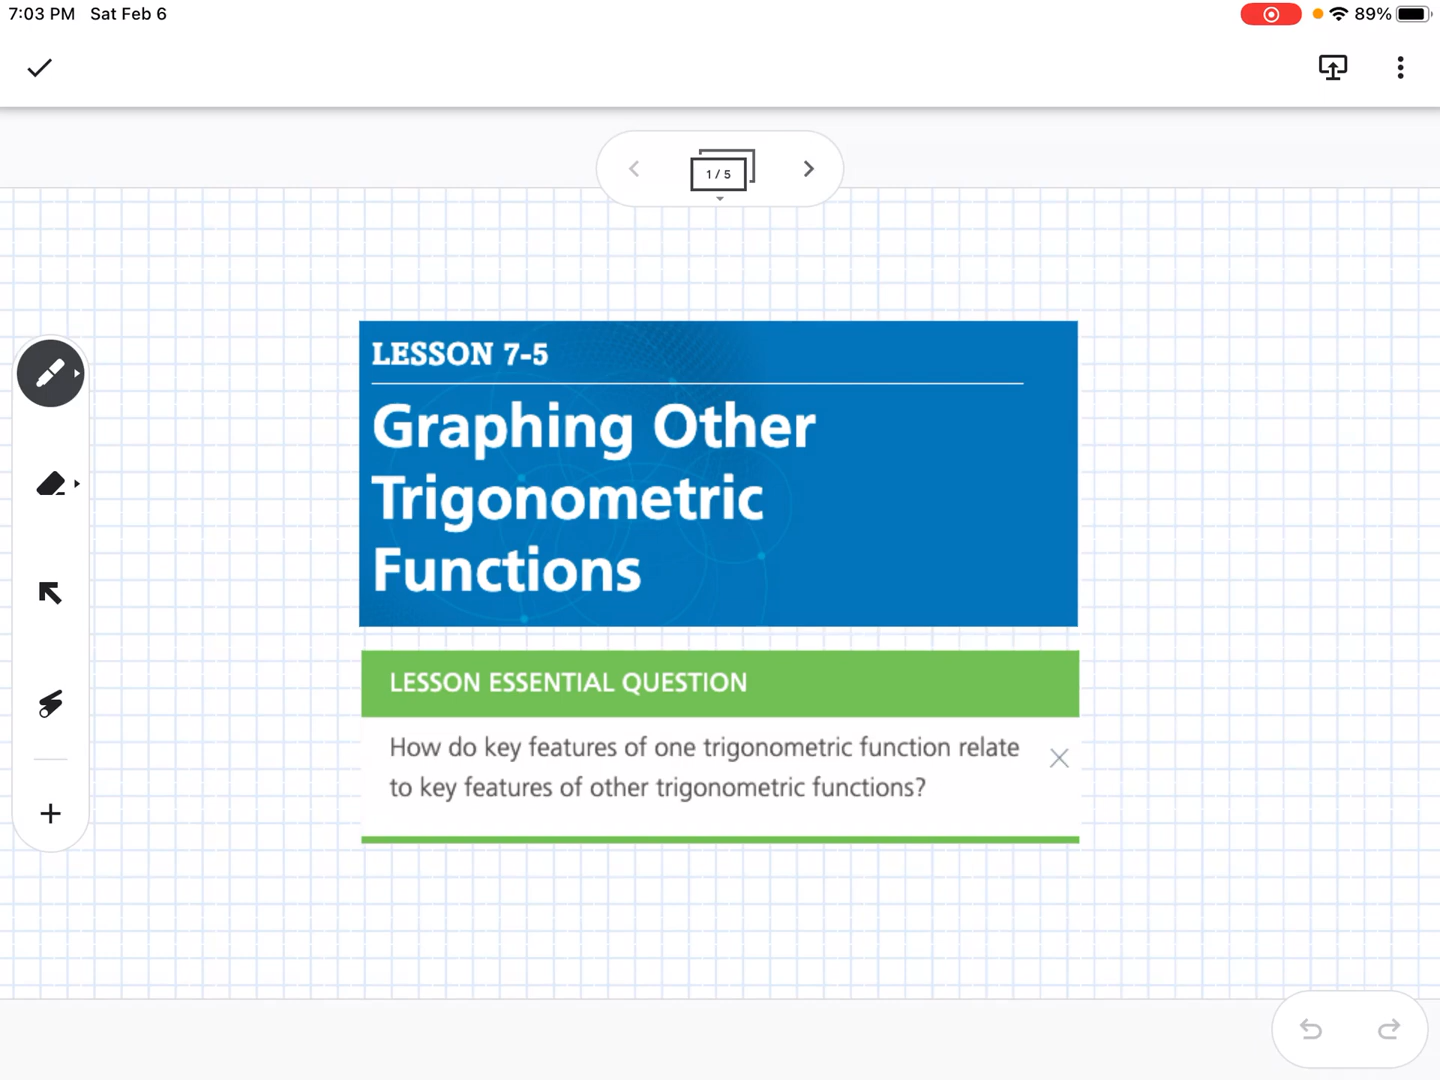 7:03 PM Sat Feb 6
89%
1 / 5
LESSON 7-5
Graphing Other
Trigonometric
Functions
LESSON ESSENTIAL QUESTION
How do key features of one trigonometric function relate
to key features of other trigonometric functions?